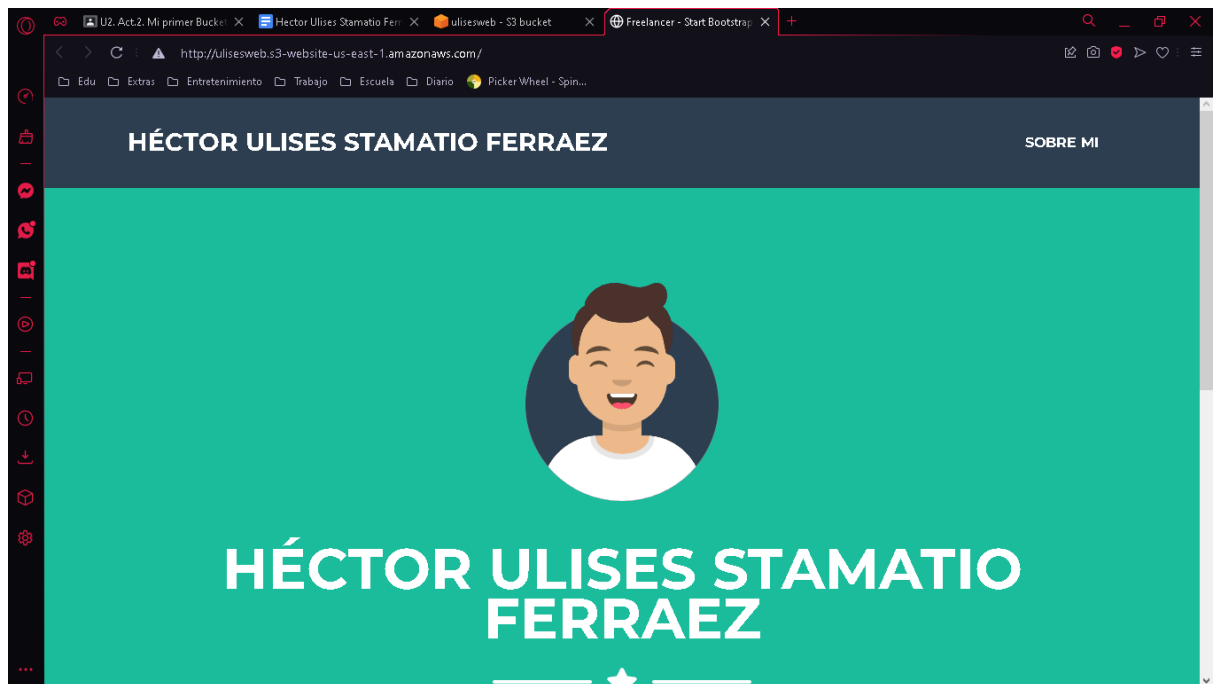 U2. Act.2. Mi primer Bucket
Hector Ulises Stamatio Ferr
ulisesweb - S3 bucket
Freelancer - Start Bootstrap
http://ulisesweb.s3-website-us-east-1.amazonaws.com/
Edu Extras Entretenimiento Trabajo Escuela Diario Picker Wheel - Spin...
HÉCTOR ULISES STAMATIO FERRAEZ
SOBRE MI
HÉCTOR ULISES STAMATIO
FERRAEZ